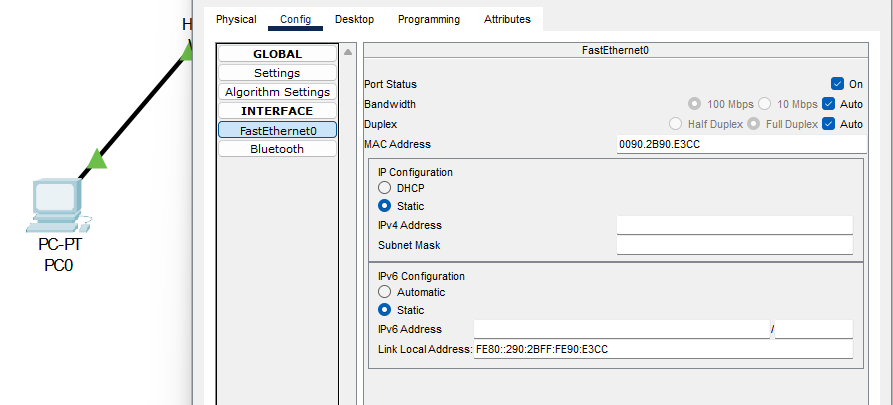 Physical Config Desktop Programming Attributes
GLOBAL
Settings
Algorithm Settings
INTERFACE
FastEthernet0
Bluetooth
FastEthernet0
Port Status On
Bandwidth 100 Mbps 10 Mbps Auto
Duplex Half Duplex Full Duplex Auto
MAC Address 0090.2B90.E3CC
IP Configuration
DHCP
Static
IPv4 Address
Subnet Mask
IPv6 Configuration
Automatic
Static
IPv6 Address /
Link Local Address: FE80::290:2BFF:FE90:E3CC
H
PC-PT
PC0